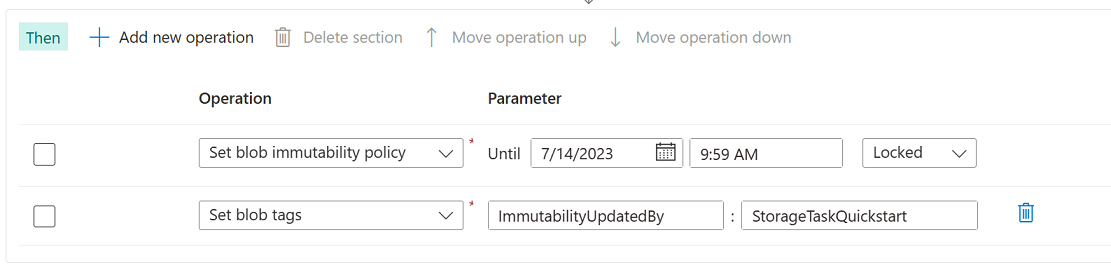 Then Add new operation Delete section Move operation up Move operation down
Operation Parameter
Set blob immutability policy * Until 7/14/2023 9:59 AM Locked
Set blob tags * ImmutabilityUpdatedBy : StorageTaskQuickstart